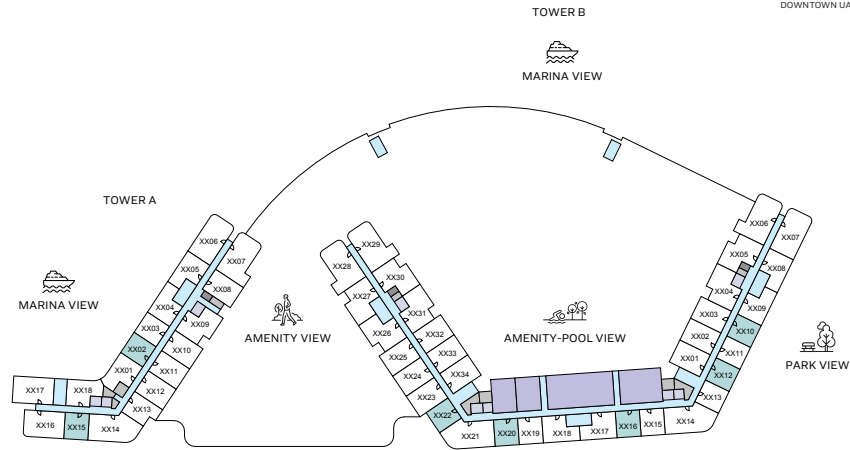 TOWER B
DOWNTOWN UA
MARINA VIEW
TOWER A
MARINA VIEW
AMENITY VIEW
AMENITY-POOL VIEW
PARK VIEW
XX06
XX05
XX07
XX08
XX04
XX09
XX03
XX02
XX10
XX01
XX11
XX12
XX17
XX18
XX13
XX16
XX15
XX14
XX29
XX28
XX30
XX27
XX31
XX26
XX32
XX25
XX33
XX24
XX34
XX23
XX22
XX21
XX20
XX19
XX18
XX17
XX16
XX15
XX14
XX06
XX07
XX05
XX08
XX04
XX09
XX03
XX10
XX02
XX11
XX01
XX12
XX13